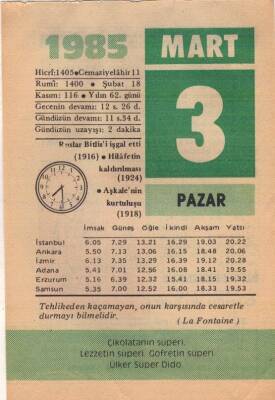 1985
MART
3
PAZAR
Hicrî:1405●Cemaziyelâhir 11
Rumî: 1400 ● Şubat 18
Kasım: 116 ● Yılın 62. günü
Gecenin devamı: 12 s. 26 d.
Gündüzün devamı: 11 s.34 d.
Gündüzün uzayışı: 2 dakika
Ruslar Bitlis'i işgal etti
(1916) ● Hilâfetin
kaldırılması
(1924)
● Aşkale'nin
kurtuluşu
(1918)
İmsak Güneş Öğle İkindi Akşam Yatsı
İstanbul 6.05 7.29 13.21 16.29 19.03 20.22
Ankara 5.50 7.13 13.06 16.15 18.48 20.06
İzmir 6.13 7.35 13.29 16.39 19.12 20.28
Adana 5.41 7.01 12.56 16.08 18.41 19.55
Erzurum 5.16 6.39 12.32 15.41 18.15 19.32
Samsun 5.35 7.00 12.52 16.00 18.33 19.53
Tehlikeden kaçamayan, onun karşısında cesaretle
durmayı bilmelidir.
( La Fontaine )
Çikolatanın süperi,
Lezzetin süperi, Gofretin süperi
Ülker Süper Dido